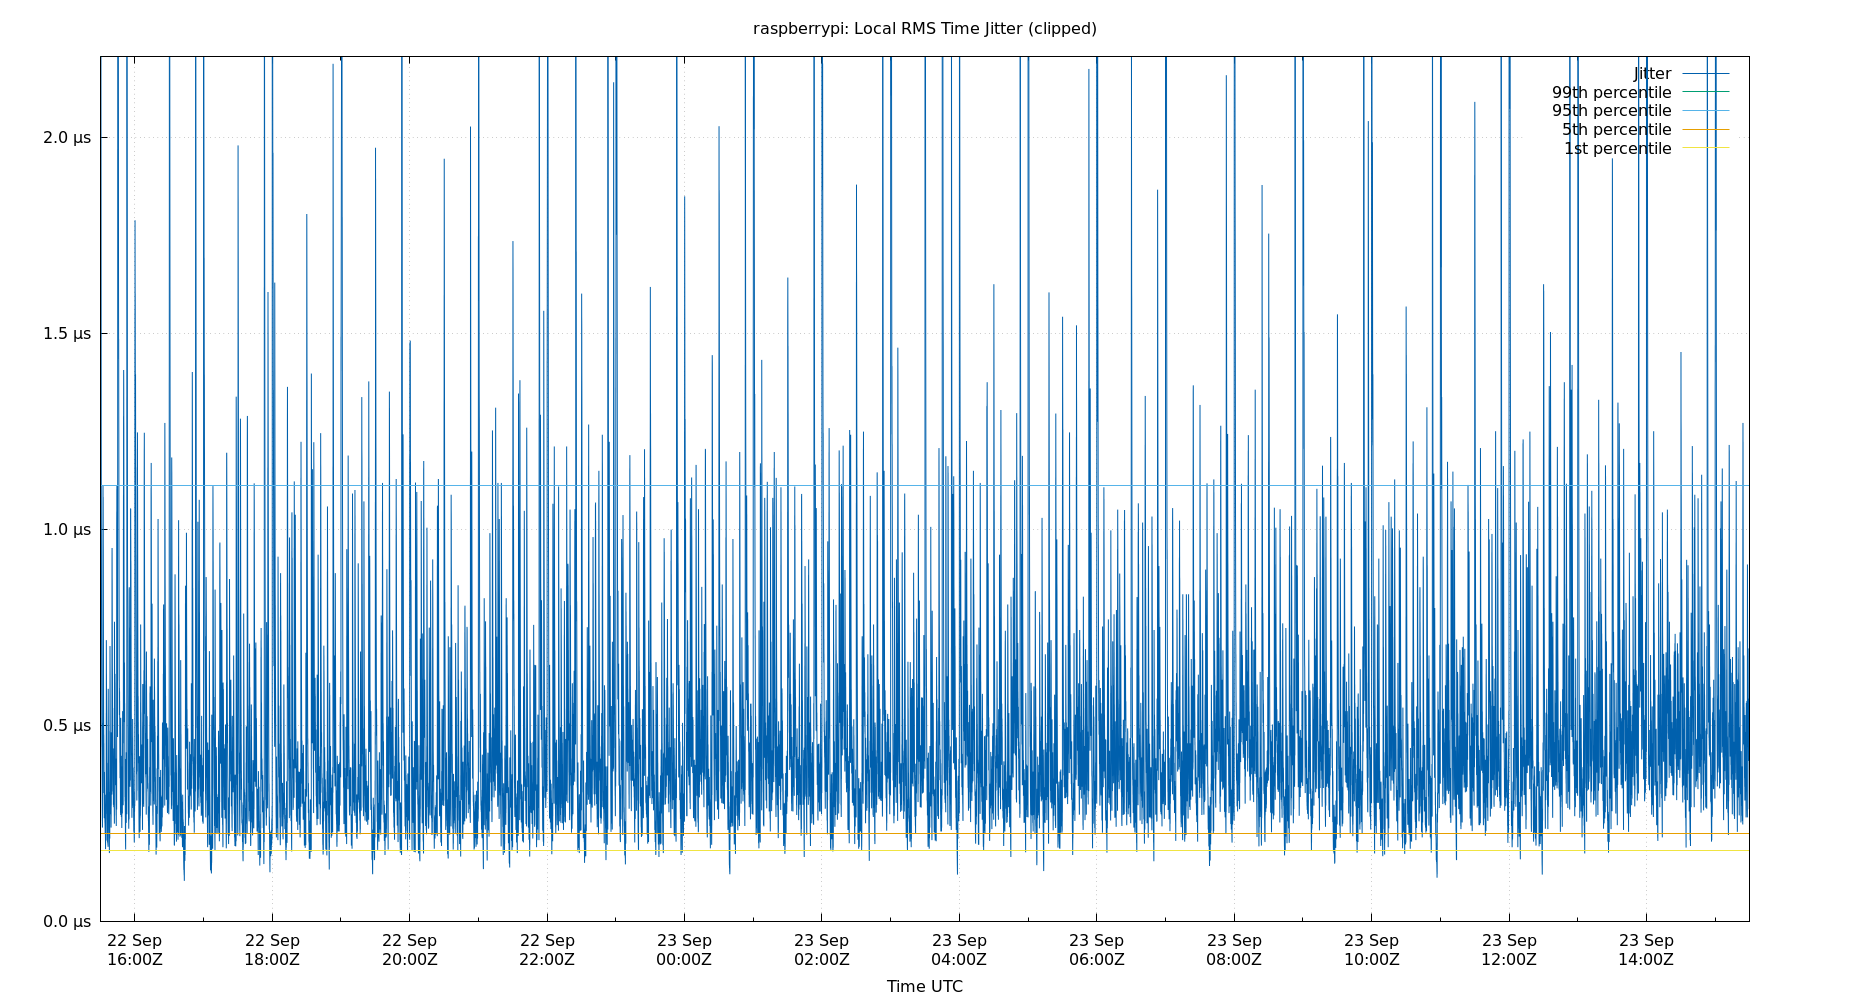 raspberrypi: Local RMS Time Jitter (clipped)
Jitter
99th percentile
95th percentile
5th percentile
1st percentile
2.0 µs
1.5 µs
1.0 µs
0.5 µs
0.0 µs
22 Sep 22 Sep 22 Sep 22 Sep 23 Sep 23 Sep 23 Sep 23 Sep 23 Sep 23 Sep 23 Sep 23 Sep
16:00Z 18:00Z 20:00Z 22:00Z 00:00Z 02:00Z 04:00Z 06:00Z 08:00Z 10:00Z 12:00Z 14:00Z
Time UTC